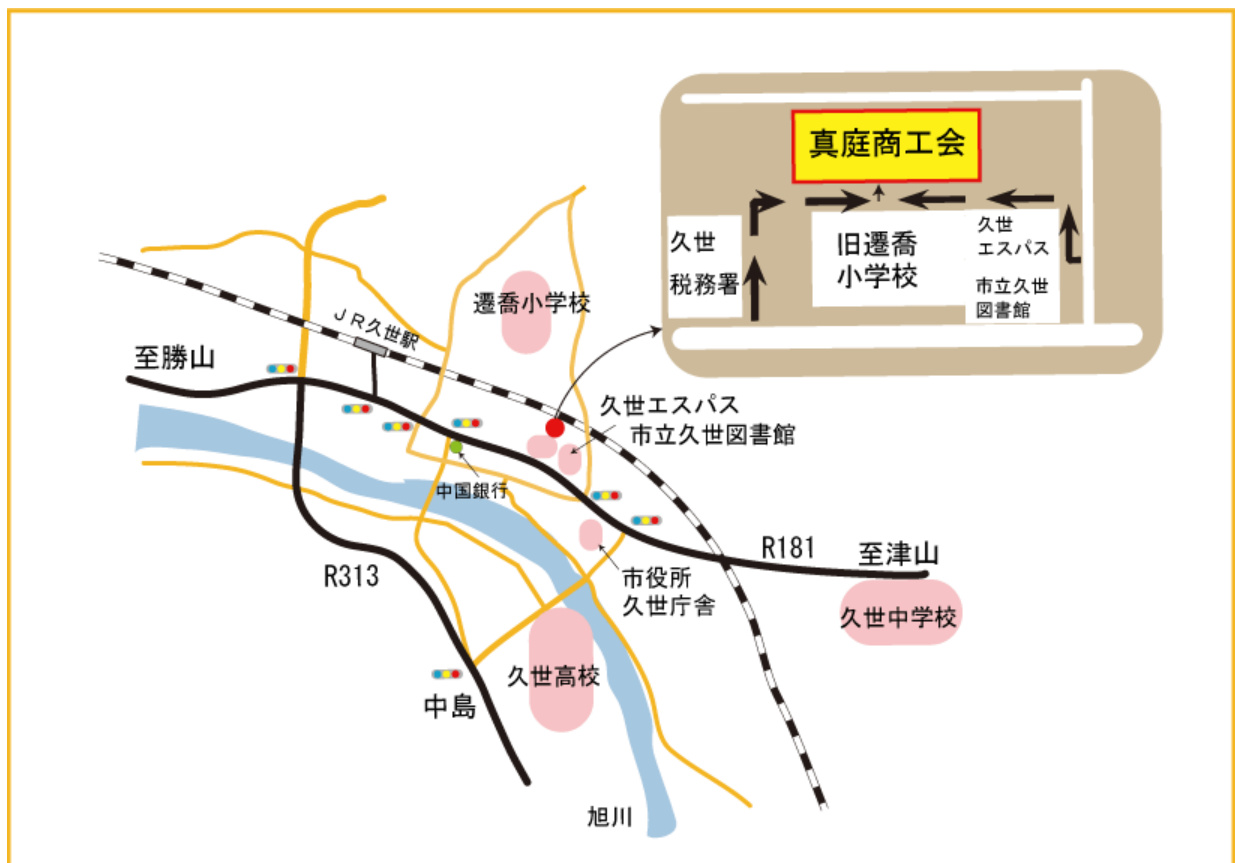 真庭商工会
久世
税務署
旧遷喬
小学校
久世
エスパス
市立久世
図書館
遷喬小学校
JR久世駅
至勝山
久世エスパス
市立久世図書館
中国銀行
R313
R181
至津山
市役所
久世庁舎
久世中学校
久世高校
中島
旭川